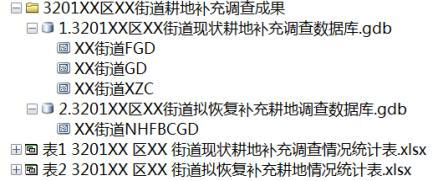 3201XX区XX街道耕地补充调查成果
1.3201XX区XX街道现状耕地补充调查数据库.gdb
XX街道FGD
XX街道GD
XX街道XZC
2.3201XX区XX街道拟恢复补充耕地调查数据库.gdb
XX街道NHFBCGD
表1 3201XX 区XX 街道现状耕地补充调查情况统计表.xlsx
表2 3201XX 区XX 街道拟恢复补充耕地情况统计表.xlsx